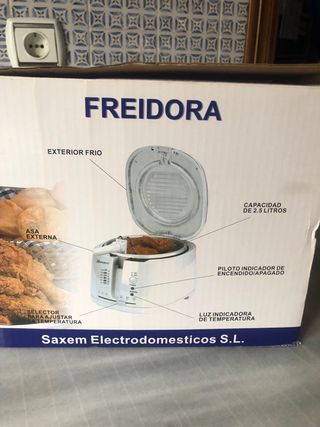 FREIDORA
EXTERIOR FRIO
CAPACIDAD
DE 2.5 LITROS
ASA
EXTERNA
PILOTO INDICADOR DE
ENCENDIDO/APAGADO
SELECTOR
PARA AJUSTAR
TEMPERATURA
LUZ INDICADORA
DE TEMPERATURA
Saxem Electrodomesticos S.L.